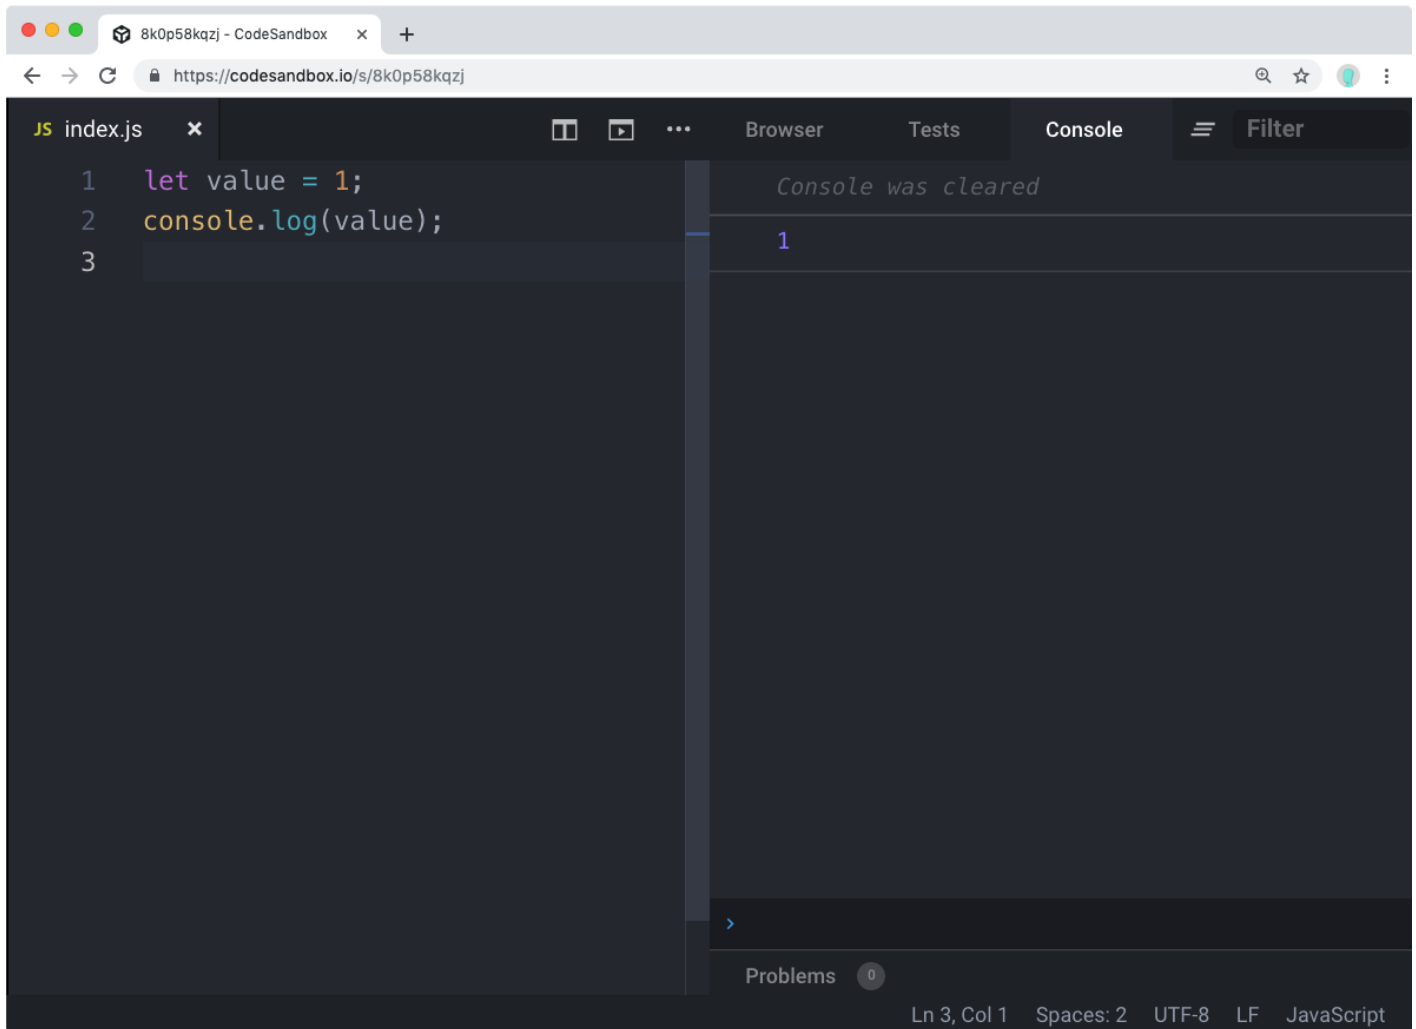 8k0p58kqzj - CodeSandbox
https://codesandbox.io/s/8k0p58kqzj
JS index.js
Browser Tests Console Filter
1 let value = 1;
2 console.log(value);
3
Console was cleared
1
Problems 0
Ln 3, Col 1 Spaces: 2 UTF-8 LF JavaScript